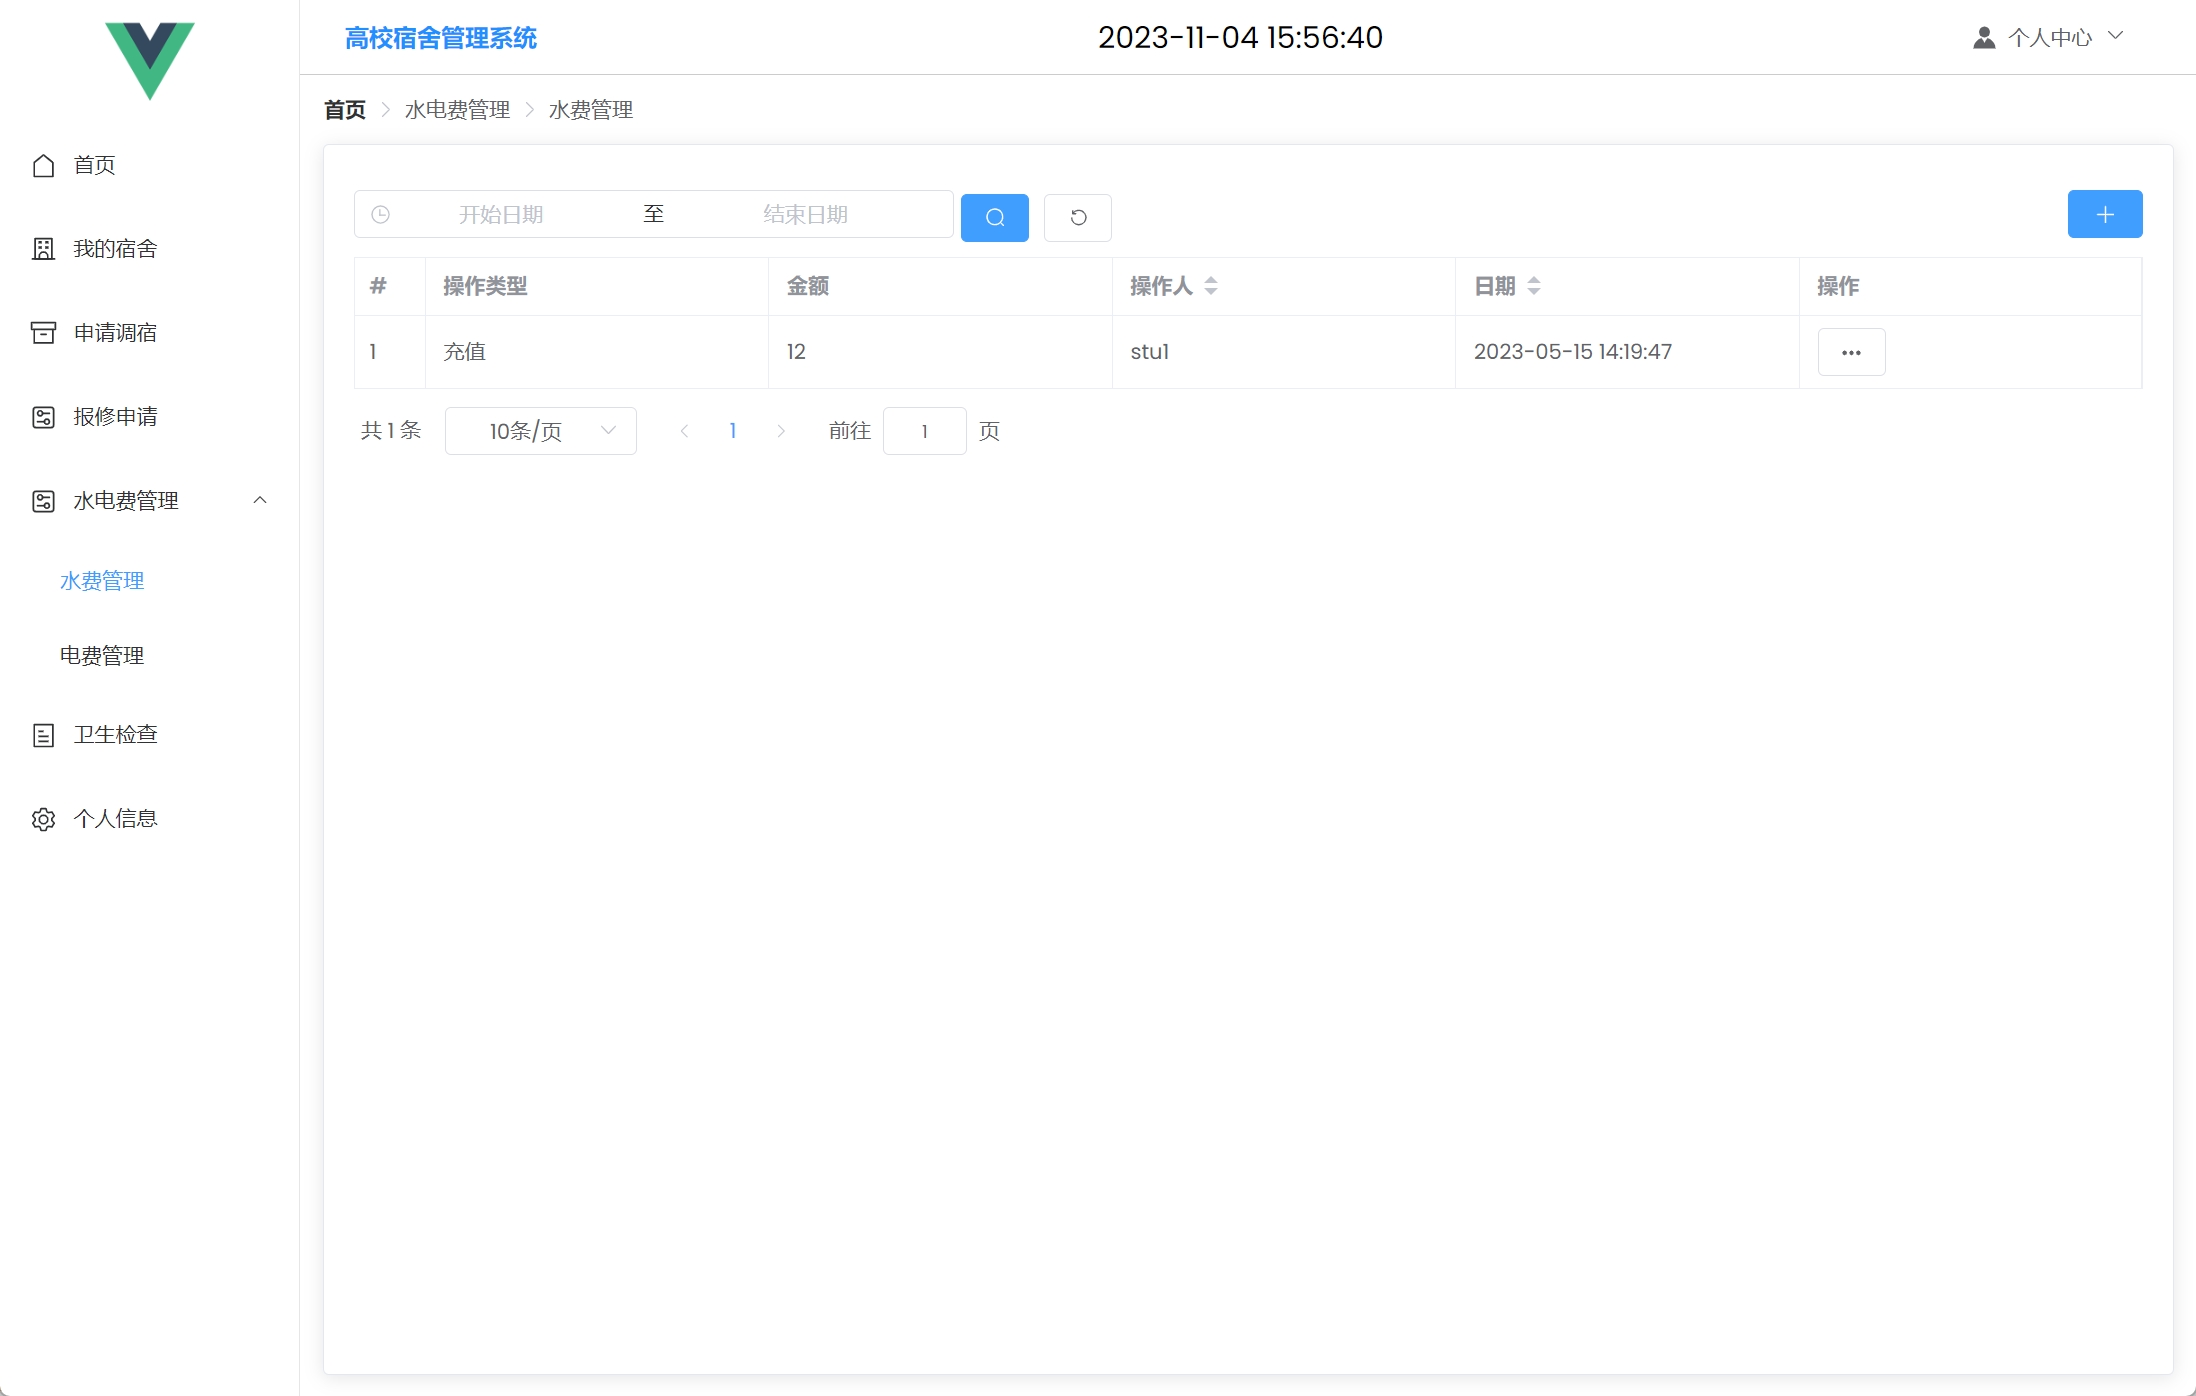 高校宿舍管理系统
2023-11-04 15:56:40
个人中心
首页 水电费管理 水费管理
首页
我的宿舍
申请调宿
报修申请
水电费管理
水费管理
电费管理
卫生检查
个人信息
开始日期 至 结束日期
# 操作类型 金额 操作人 日期 操作
1 充值 12 stu1 2023-05-15 14:19:47
共 1 条 10条/页 1 前往 1 页